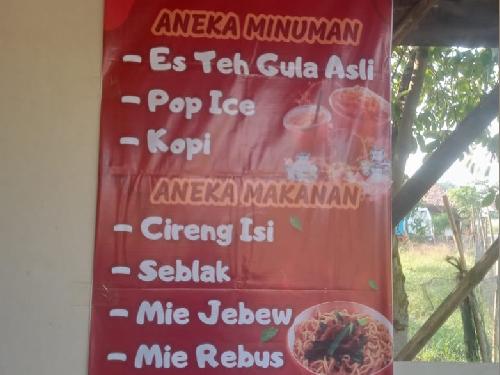 ANEKA MINUMAN
- Es Teh Gula Asli
- Pop Ice
- Kopi
ANEKA MAKANAN
- Cireng Isi
- Seblak
- Mie Jebew
- Mie Rebus